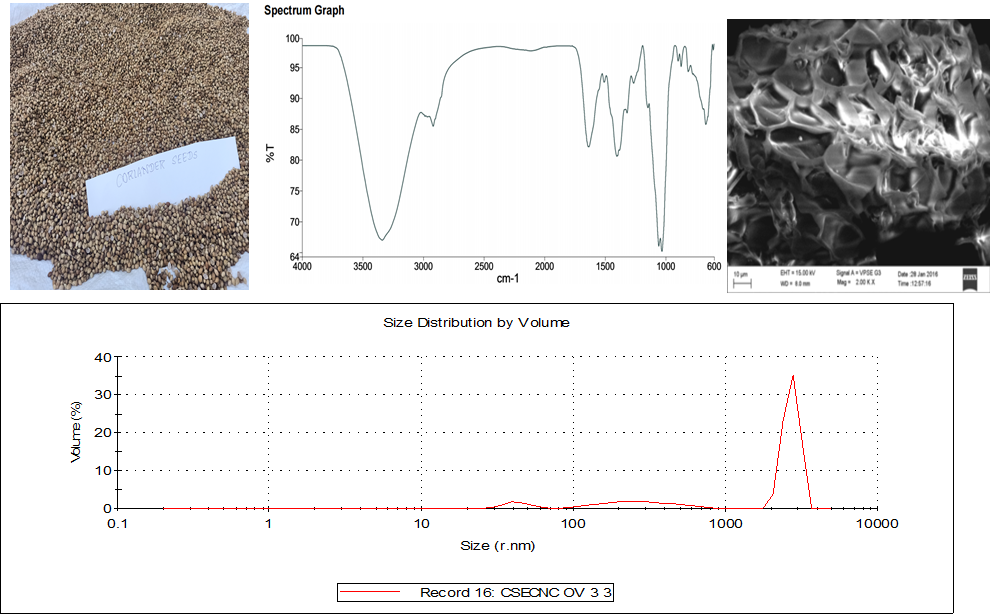 CORIANDER SEEDS
Spectrum Graph
100
95
90
85
80
75
70
64
%T
4000 3500 3000 2500 2000 1500 1000 600
cm-1
10 µm
EHT = 15.00 kV
WD = 8.0 mm
Signal A = VPSE G3
Mag = 2.00 K X
Date :28 Jan 2016
Time :12:57:16
ZEISS
Size Distribution by Volume
40
30
20
10
0
Volume (%)
0.1 1 10 100 1000 10000
Size (r.nm)
Record 16: CSECNC OV 3 3